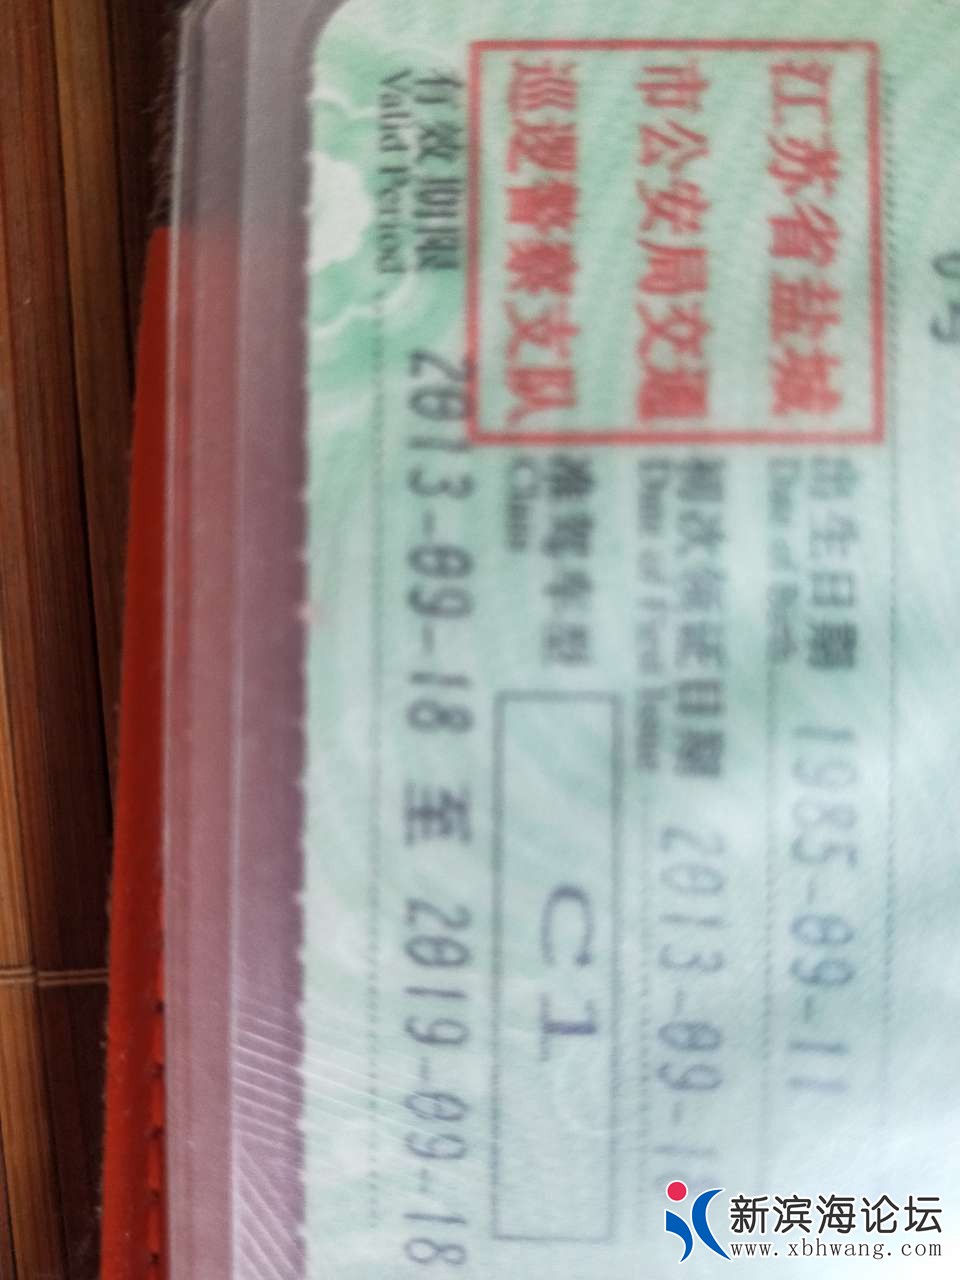 号
出生日期 1985-09-11
Date of Birth
初次领证日期 2013-09-18
Date of First Issue
江苏省盐城
市公安局交通
巡逻警察支队
准驾车型 C1
Class
有效期限 2013-09-18 至 2019-09-18
Valid Period
新滨海论坛
www.xbhwang.com